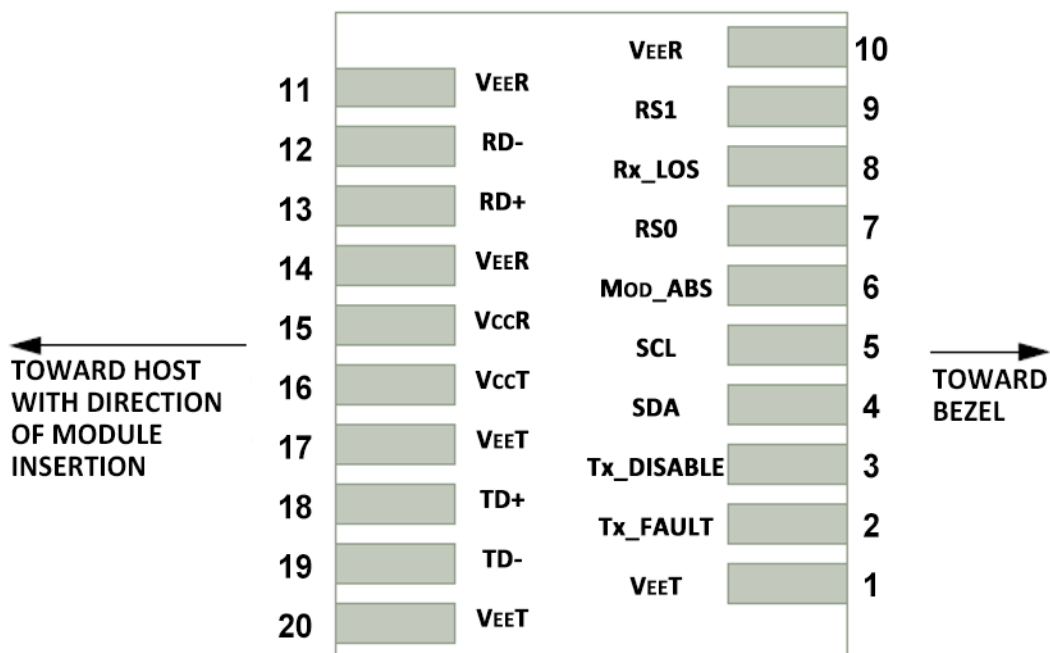 VEER 10
11 VEER
RS1 9
12 RD-
Rx_LOS 8
13 RD+
RS0 7
14 VEER
MOD_ABS 6
15 VCCR
SCL 5
16 VCCT
SDA 4
17 VEET
Tx_DISABLE 3
18 TD+
Tx_FAULT 2
19 TD-
VEET 1
20 VEET
TOWARD HOST
WITH DIRECTION
OF MODULE
INSERTION
TOWARD
BEZEL